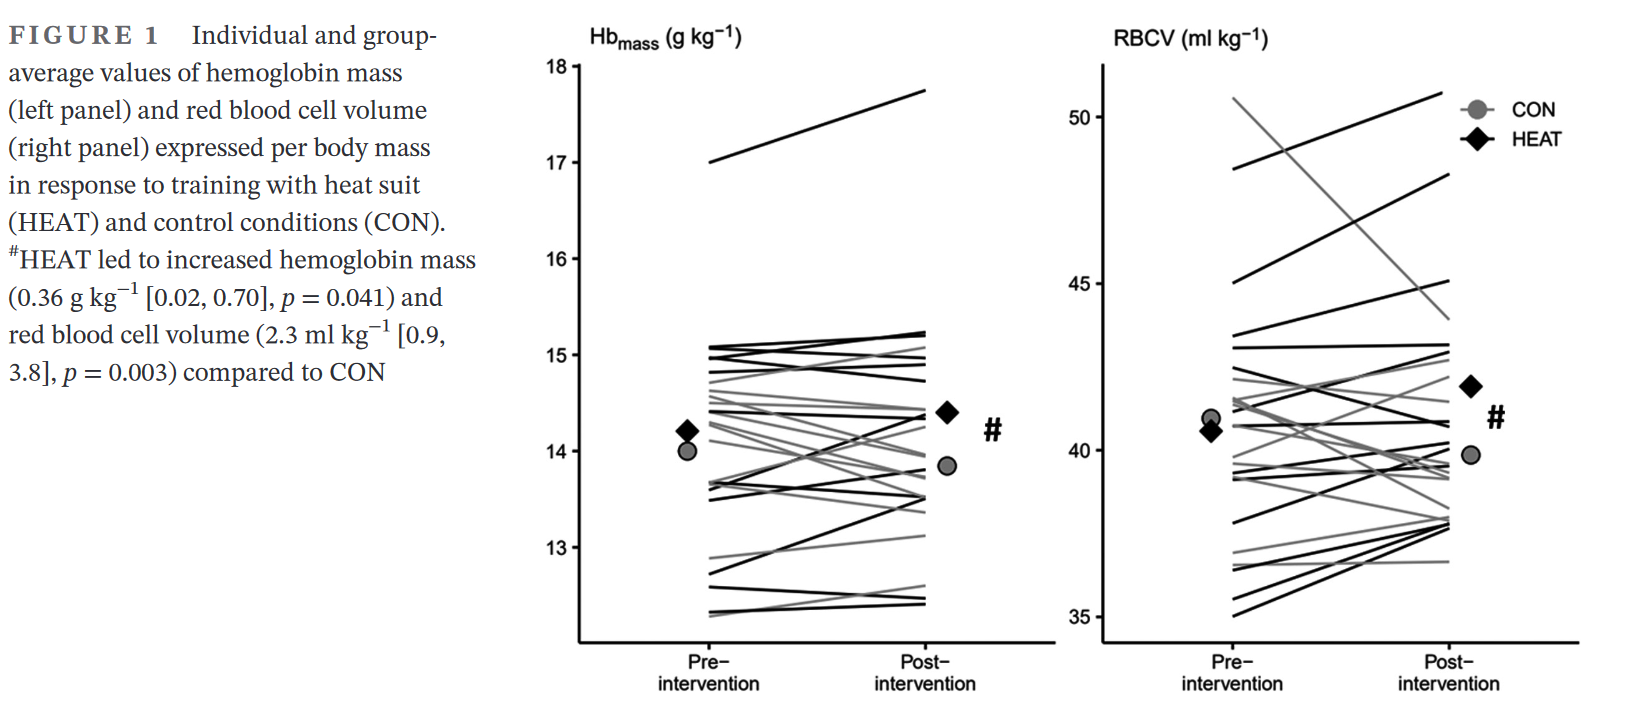 FIGURE 1 Individual and group-
average values of hemoglobin mass
(left panel) and red blood cell volume
(right panel) expressed per body mass
in response to training with heat suit
(HEAT) and control conditions (CON).
#HEAT led to increased hemoglobin mass
(0.36 g kg−1 [0.02, 0.70], p = 0.041) and
red blood cell volume (2.3 ml kg−1 [0.9,
3.8], p = 0.003) compared to CON
Hbmass (g kg−1)
18
17
16
15
14
13
#
Pre−
intervention
Post−
intervention
RBCV (ml kg−1)
50
45
40
35
CON
HEAT
#
Pre−
intervention
Post−
intervention